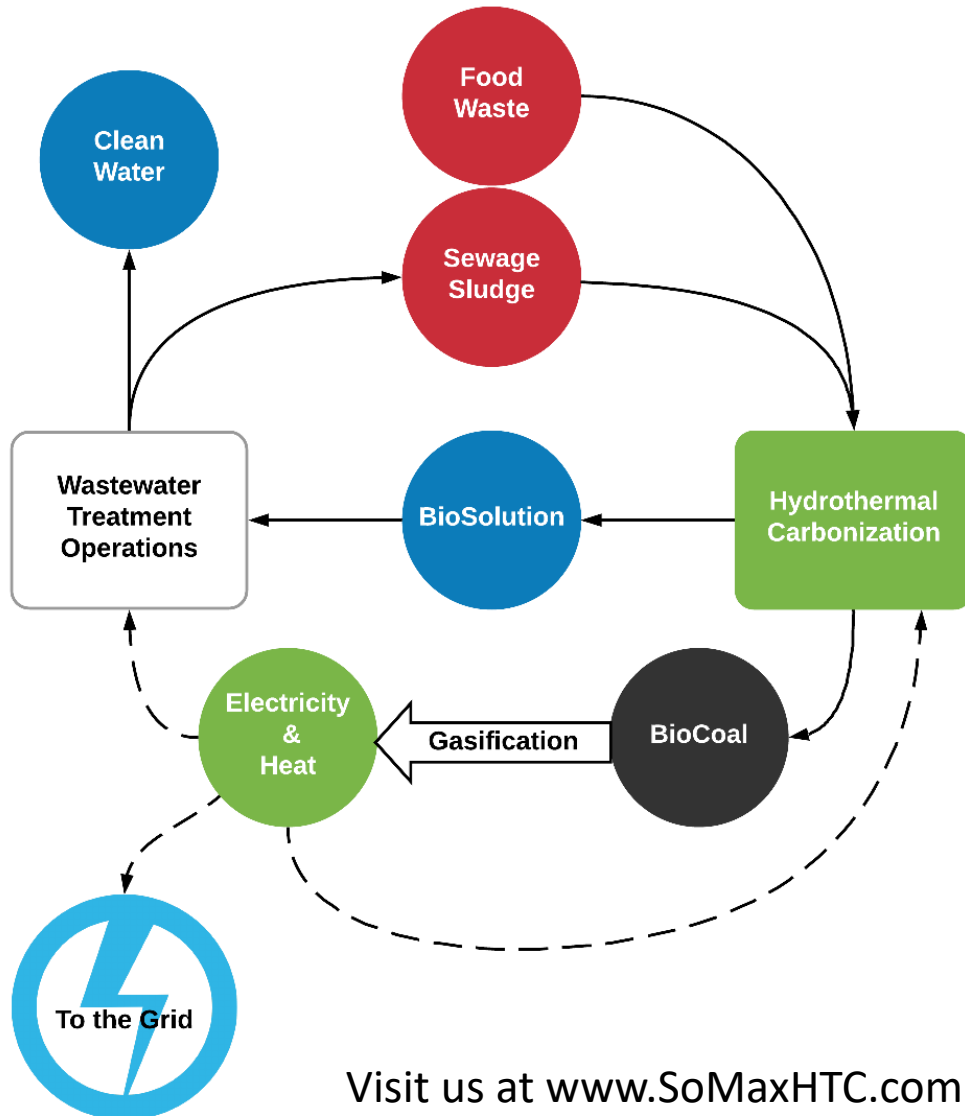 Food
Waste
Clean
Water
Sewage
Sludge
Wastewater
Treatment
Operations
BioSolution
Hydrothermal
Carbonization
Electricity
&
Heat
Gasification
BioCoal
To the Grid
Visit us at www.SoMaxHTC.com